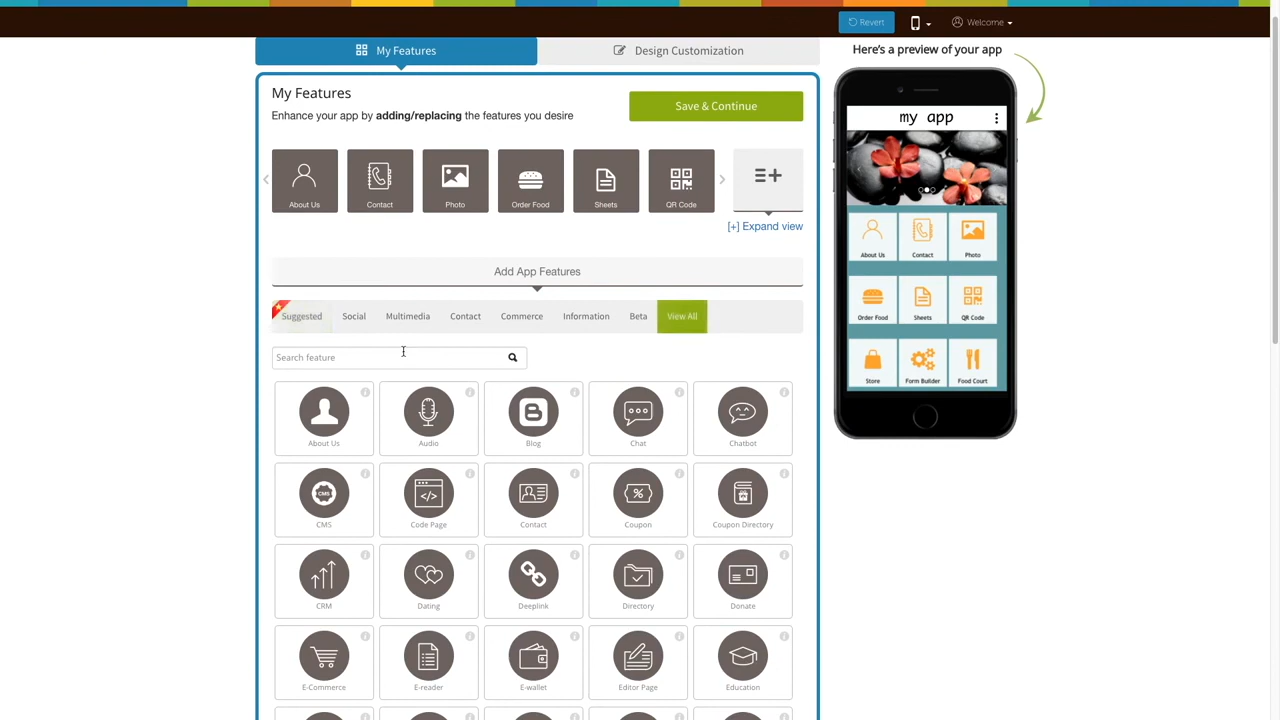 Revert
Welcome
My Features
Design Customization
Here's a preview of your app
My Features
Enhance your app by adding/replacing the features you desire
Save & Continue
About Us
Contact
Photo
Order Food
Sheets
QR Code
[+] Expand view
Add App Features
Suggested
Social
Multimedia
Contact
Commerce
Information
Beta
View All
Search feature
About Us
Audio
Blog
Chat
Chatbot
CMS
CMS
Code Page
Contact
Coupon
Coupon Directory
CRM
Dating
Deeplink
Directory
Donate
E-Commerce
E-reader
E-wallet
Editor Page
Education
my app
About Us
Contact
Photo
Order Food
Sheets
QR Code
Store
Form Builder
Food Court